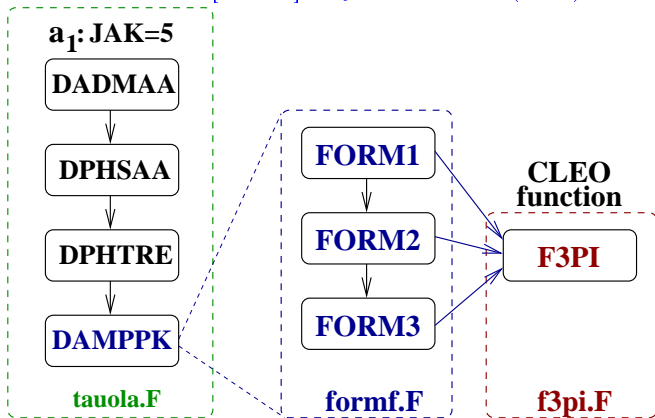 a1: JAK=5
DADMAA
DPHSAA
DPHTRE
DAMPPK
tauola.F
FORM1
FORM2
FORM3
formf.F
CLEO
function
F3PI
f3pi.F